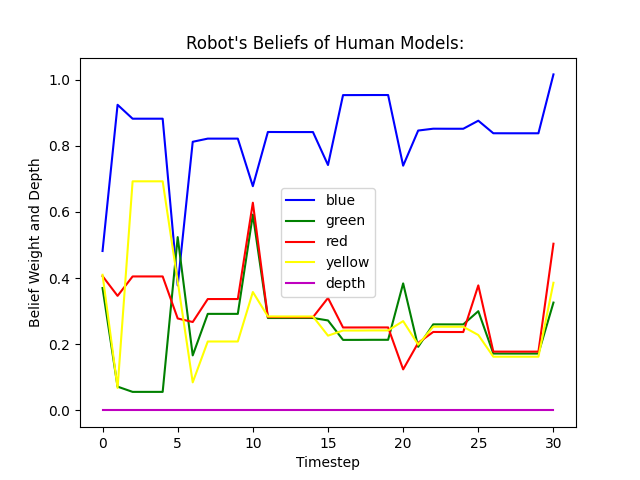 Robot's Beliefs of Human Models:
Belief Weight and Depth
1.0
0.8
0.6
0.4
0.2
0.0
blue
green
red
yellow
depth
0 5 10 15 20 25 30
Timestep